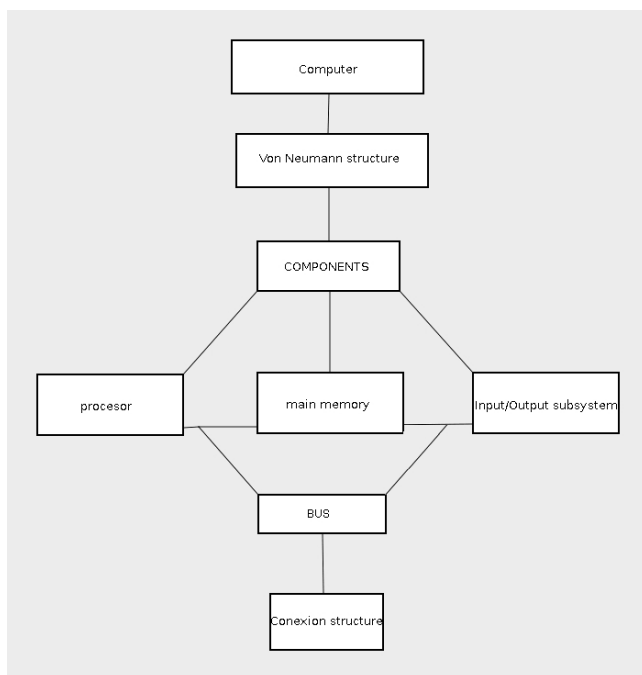 Computer
Von Neumann structure
COMPONENTS
procesor
main memory
Input/Output subsystem
BUS
Conexion structure